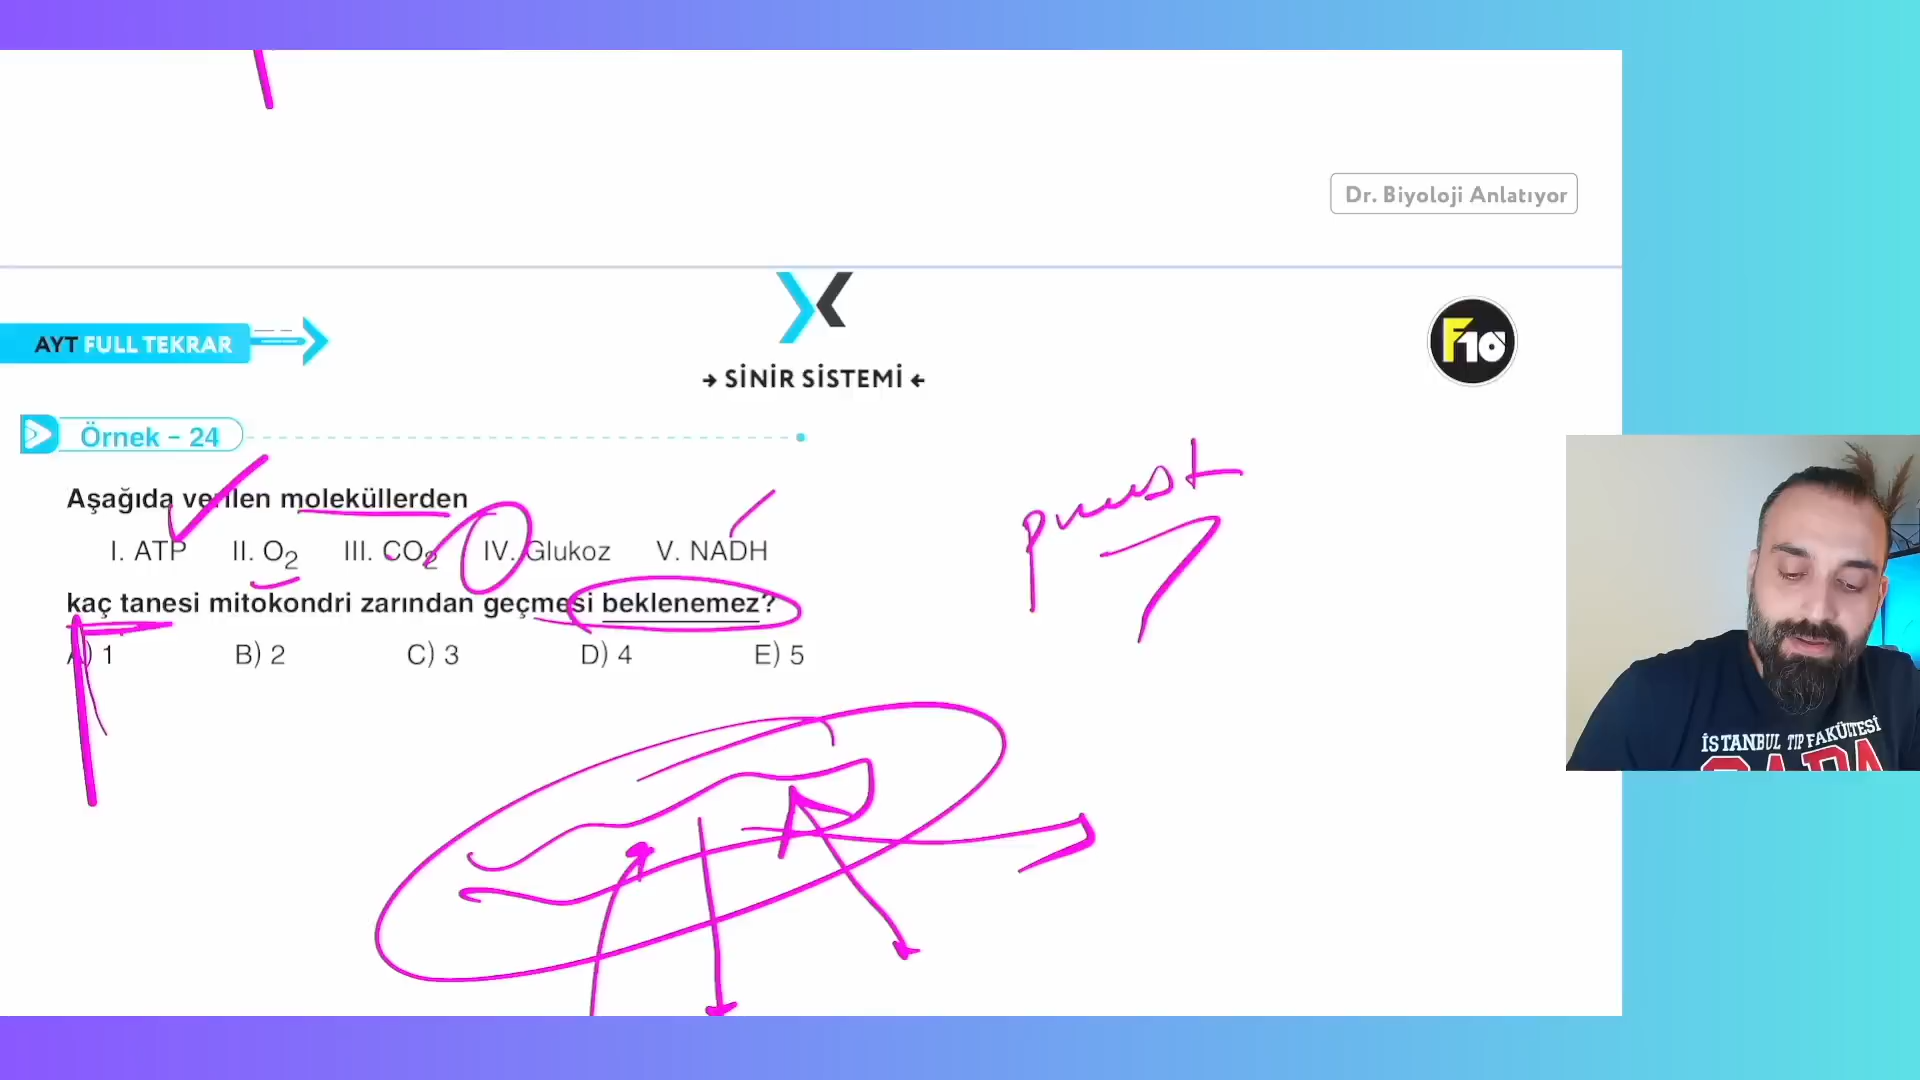 Dr. Biyoloji Anlatıyor
AYT FULL TEKRAR
F10
→ SİNİR SİSTEMİ ←
Örnek – 24
Aşağıda verilen moleküllerden
I. ATP II. O₂ III. CO₂ IV. Glukoz V. NADH
kaç tanesi mitokondri zarından geçmesi beklenemez?
A) 1 B) 2 C) 3 D) 4 E) 5
İSTANBUL TIP FAKÜLTESİ
ÇAPA